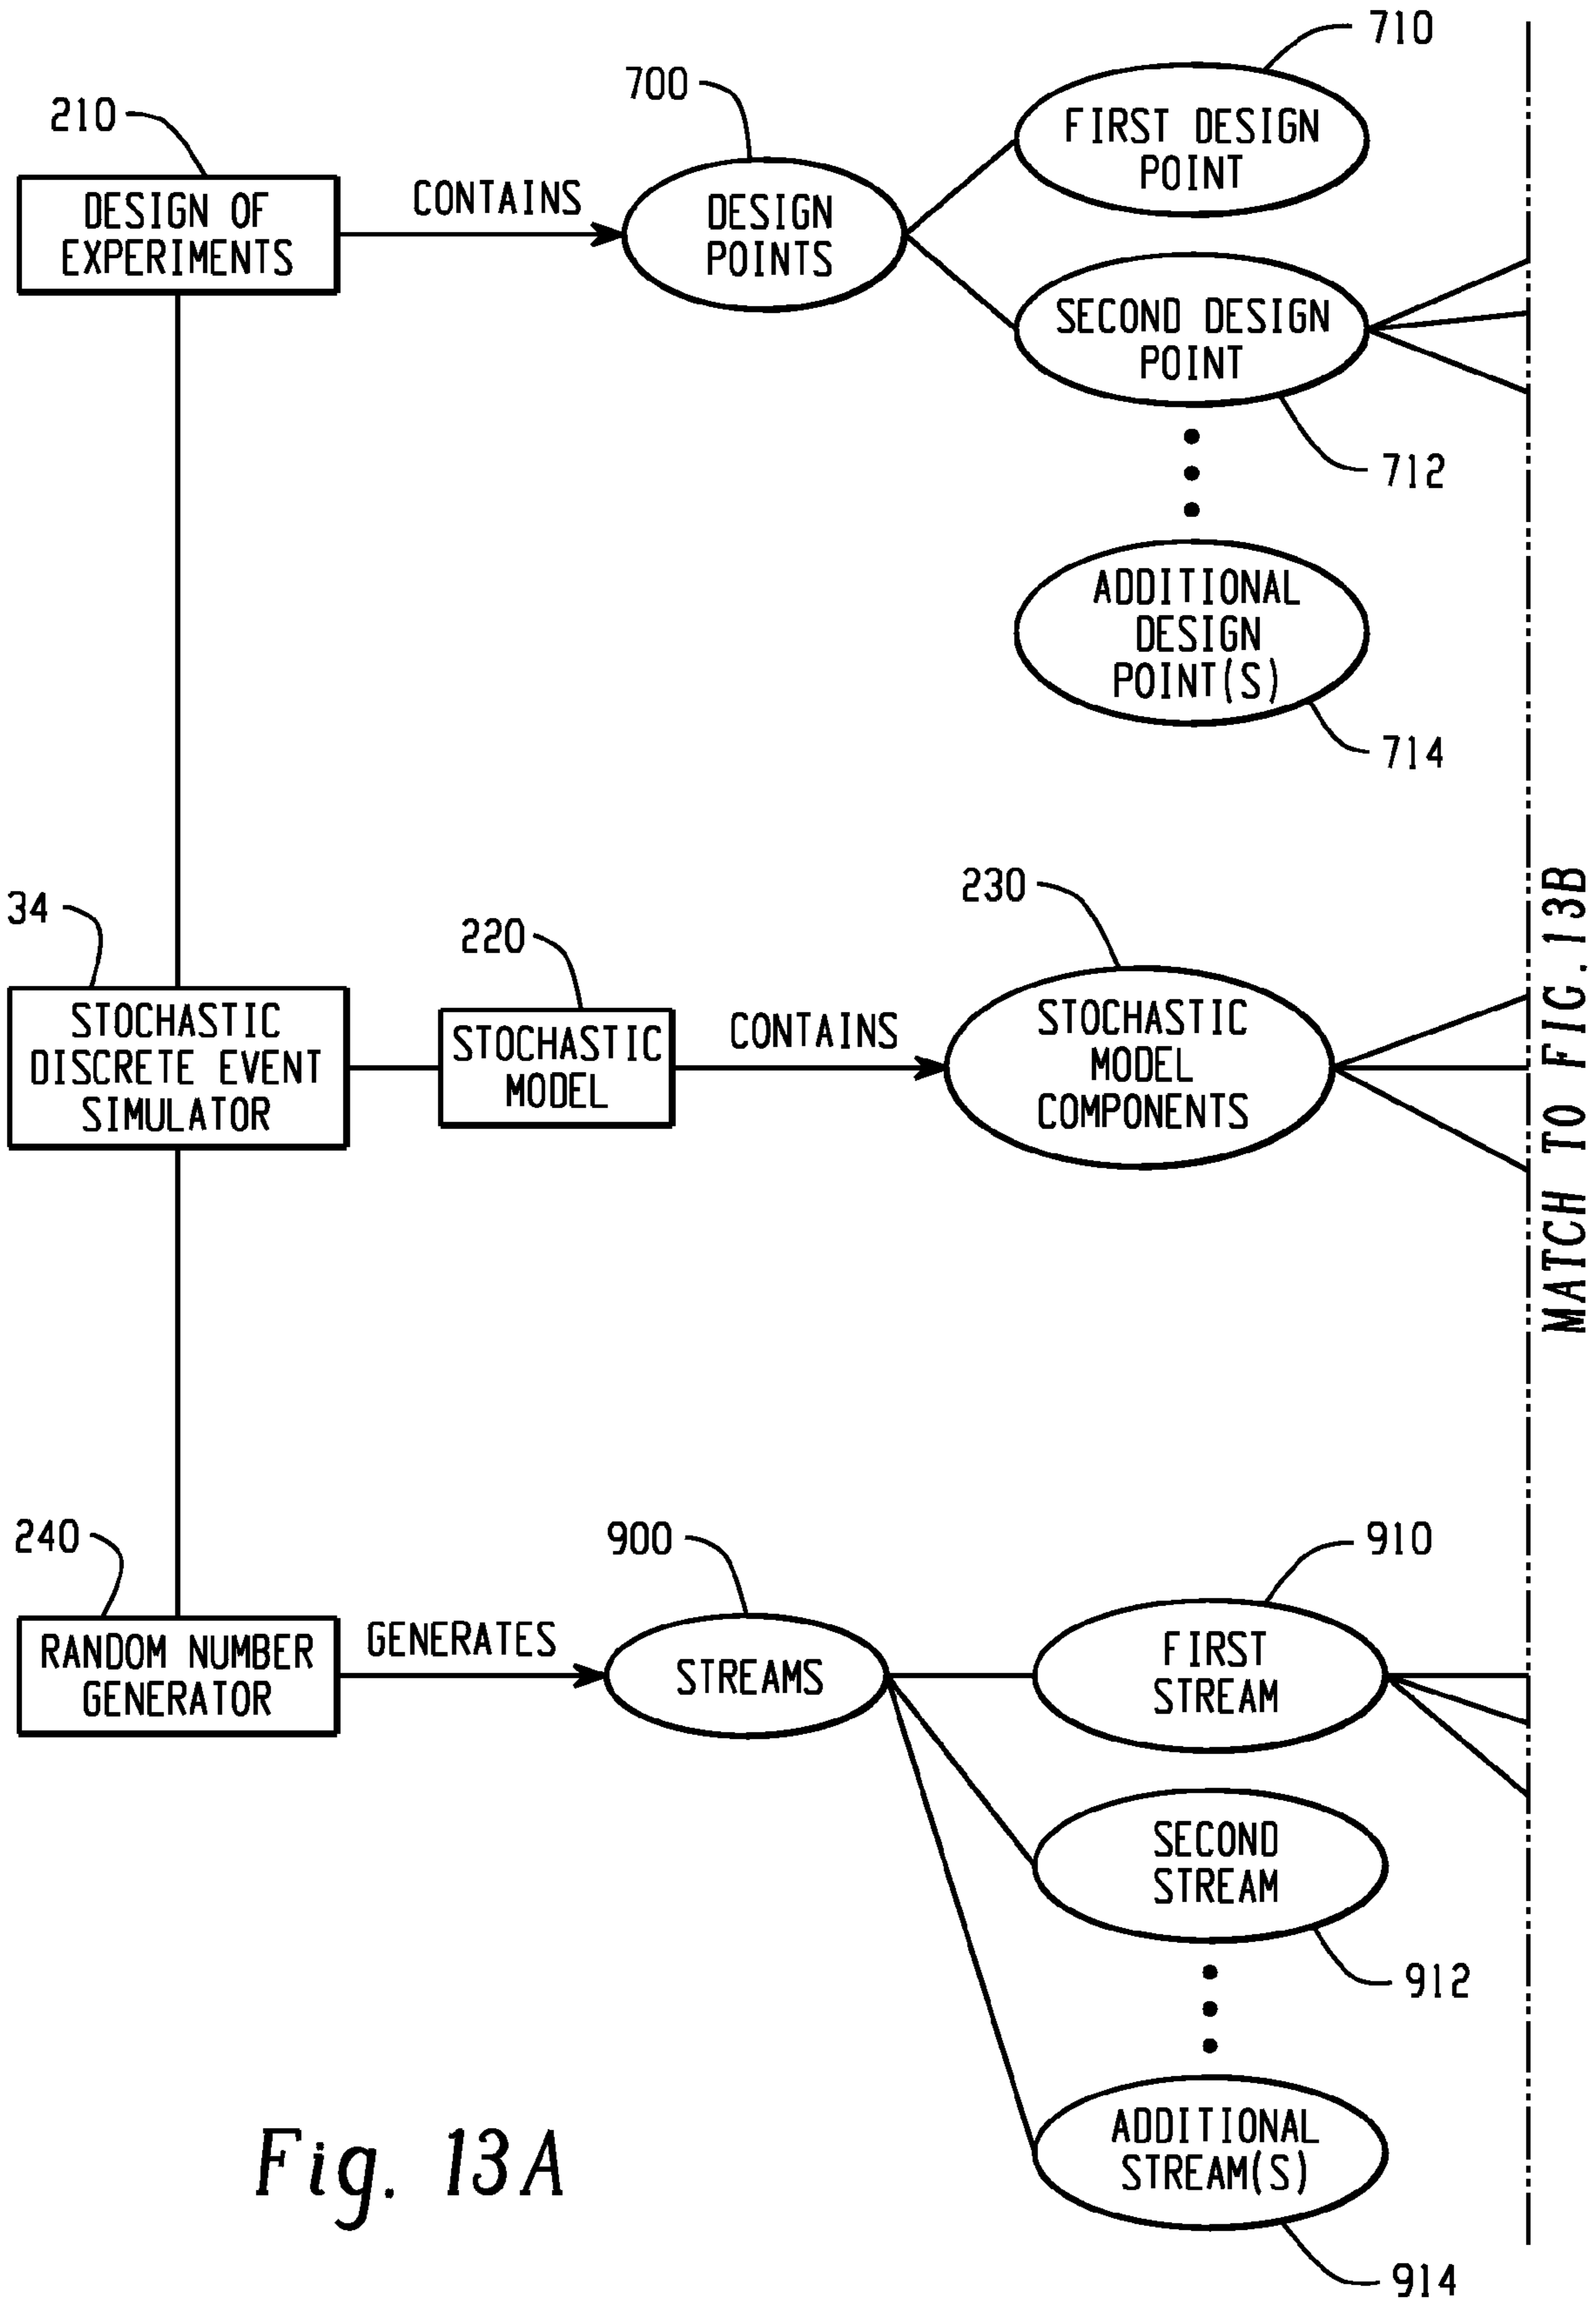 710
700
210
FIRST DESIGN
POINT
CONTAINS
DESIGN OF
EXPERIMENTS
DESIGN
POINTS
SECOND DESIGN
POINT
712
ADDITIONAL
DESIGN
POINT(S)
714
34
220
230
STOCHASTIC
DISCRETE EVENT
SIMULATOR
STOCHASTIC
MODEL
CONTAINS
STOCHASTIC
MODEL
COMPONENTS
MATCH TO FIG.13B
240
900
910
RANDOM NUMBER
GENERATOR
GENERATES
STREAMS
FIRST
STREAM
SECOND
STREAM
912
ADDITIONAL
STREAM(S)
914
Fig. 13A